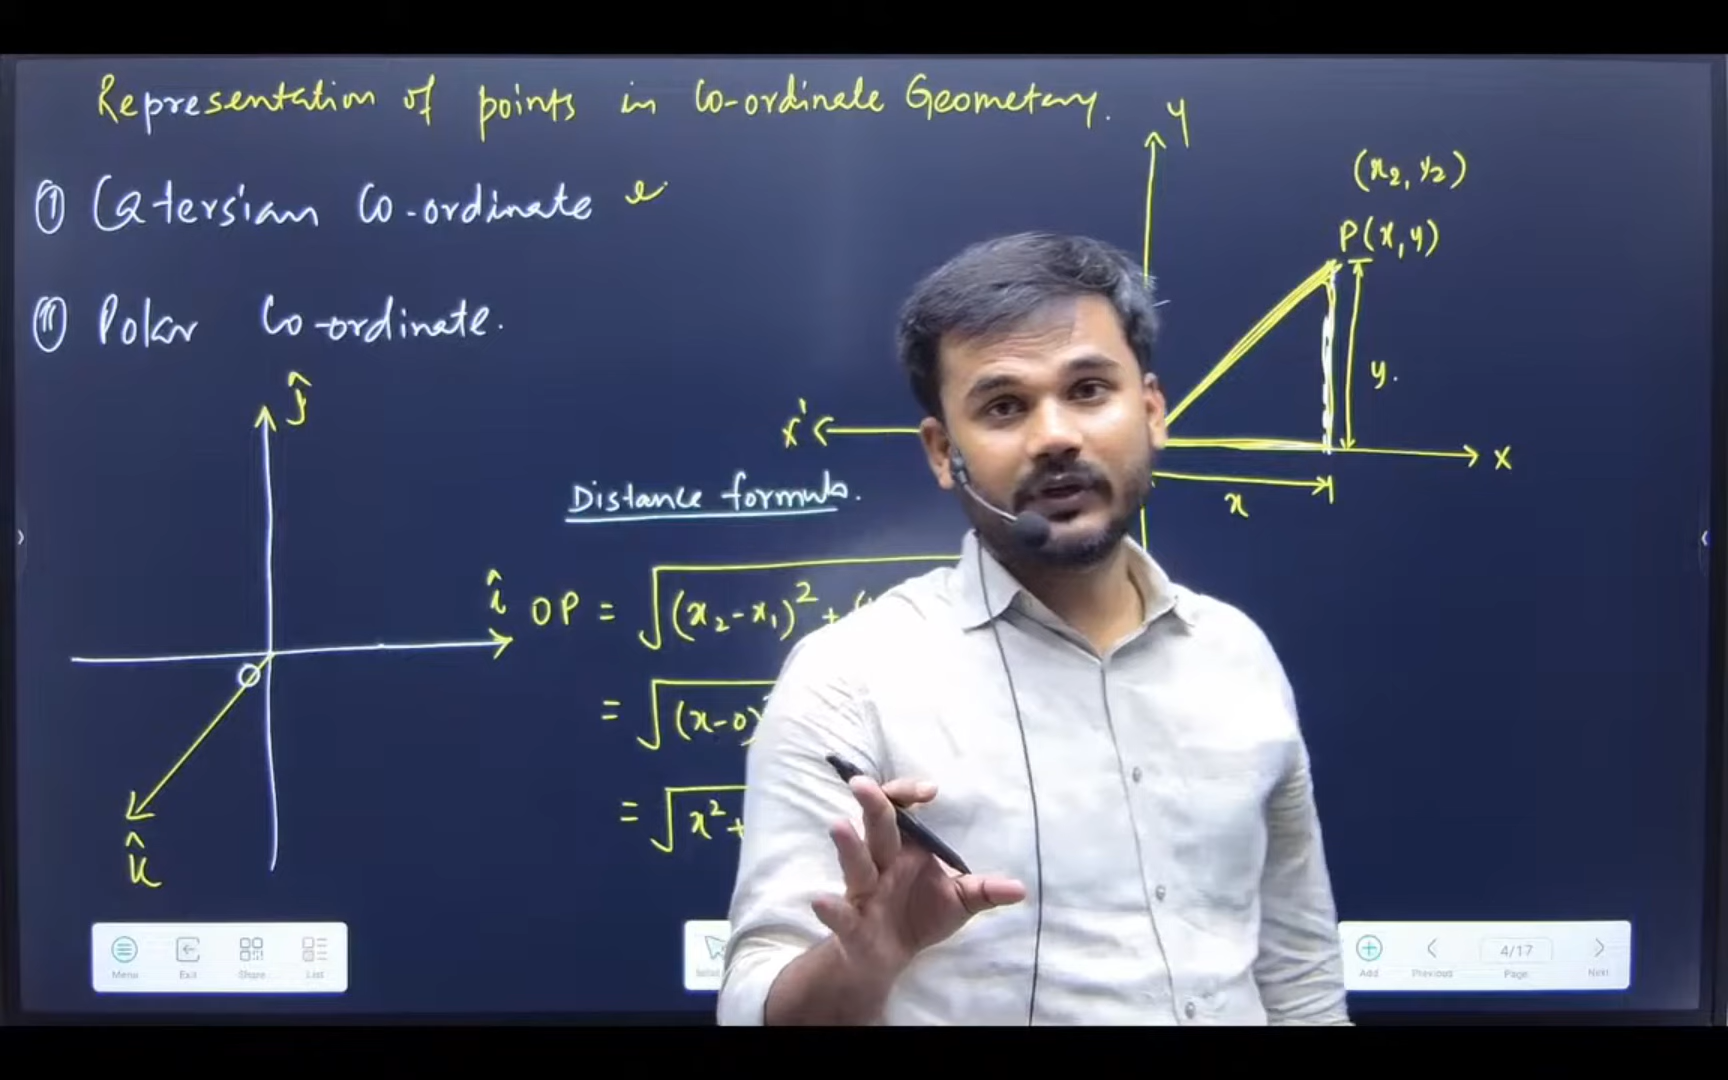 Representation of points in Co-ordinate Geometry.
(I) Catersian Co-ordinate
(II) Polar Co-ordinate.
y
(x₂, y₂)
P(x, y)
y.
x'
x
x
ĵ
î
k̂
Distance formula.
OP = √(x₂-x₁)² +
= √(x-0)
= √x² +
Menu
Exit
Share
List
Select
Add
Previous
4/17
Page
Next